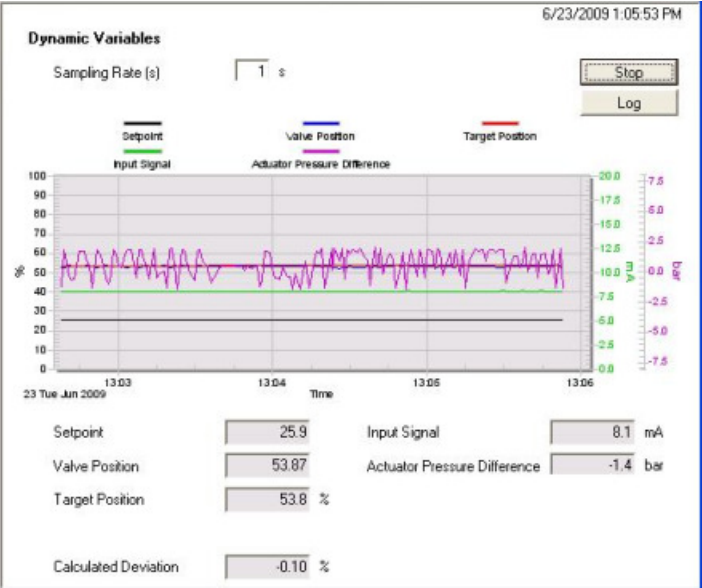 6/23/2009 1:05:53 PM
Dynamic Variables
Sampling Rate (s) 1 s
Stop
Log
Setpoint Valve Position Target Position
Input Signal Actuator Pressure Difference
100 90 80 70 60 50 40 30 20 10 0
%
20.0 17.5 15.0 12.5 10.0 7.5 5.0 2.5 0.0
mA
7.5 5.0 2.5 0.0 -2.5 -5.0 -7.5
bar
13:03 13:04 13:05 13:06
23 Tue Jun 2009 Time
Setpoint 25.9 Input Signal 8.1 mA
Valve Position 53.87 Actuator Pressure Difference -1.4 bar
Target Position 53.8 %
Calculated Deviation -0.10 %